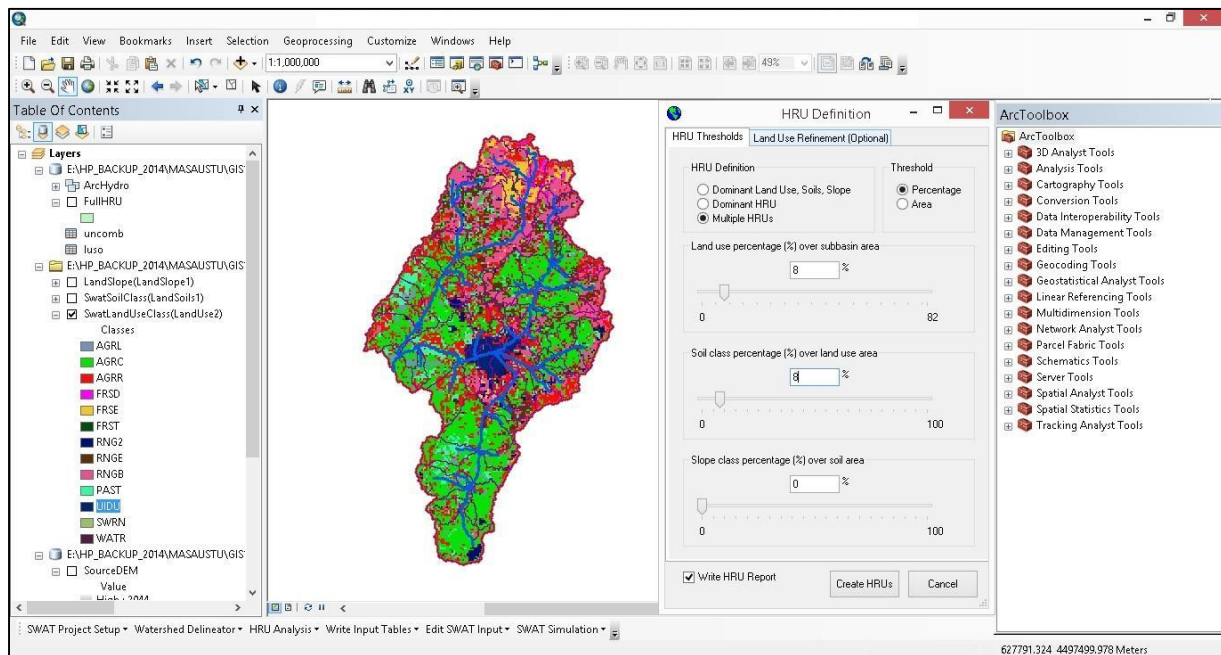 File Edit View Bookmarks Insert Selection Geoprocessing Customize Windows Help
1:1,000,000
49%
Table Of Contents
Layers
E:\HP_BACKUP_2014\MASAUSTU\GIS
ArcHydro
FullHRU
uncomb
luso
E:\HP_BACKUP_2014\MASAUSTU\GIS
LandSlope(LandSlope1)
SwatSoilClass(LandSoils1)
SwatLandUseClass(LandUse2)
Classes
AGRL
AGRC
AGRR
FRSD
FRSE
FRST
RNG2
RNGE
RNGB
PAST
UIDU
SWRN
WATR
E:\HP_BACKUP_2014\MASAUSTU\GIS
SourceDEM
Value
HRU Definition
HRU Thresholds
Land Use Refinement (Optional)
HRU Definition
Dominant Land Use, Soils, Slope
Dominant HRU
Multiple HRUs
Threshold
Percentage
Area
Land use percentage (%) over subbasin area
8 %
0 82
Soil class percentage (%) over land use area
8 %
0 100
Slope class percentage (%) over soil area
0 %
0 100
Write HRU Report
Create HRUs
Cancel
ArcToolbox
ArcToolbox
3D Analyst Tools
Analysis Tools
Cartography Tools
Conversion Tools
Data Interoperability Tools
Data Management Tools
Editing Tools
Geocoding Tools
Geostatistical Analyst Tools
Linear Referencing Tools
Multidimension Tools
Network Analyst Tools
Parcel Fabric Tools
Schematics Tools
Server Tools
Spatial Analyst Tools
Spatial Statistics Tools
Tracking Analyst Tools
SWAT Project Setup Watershed Delineator HRU Analysis Write Input Tables Edit SWAT Input SWAT Simulation
627791.324 4497499.978 Meters